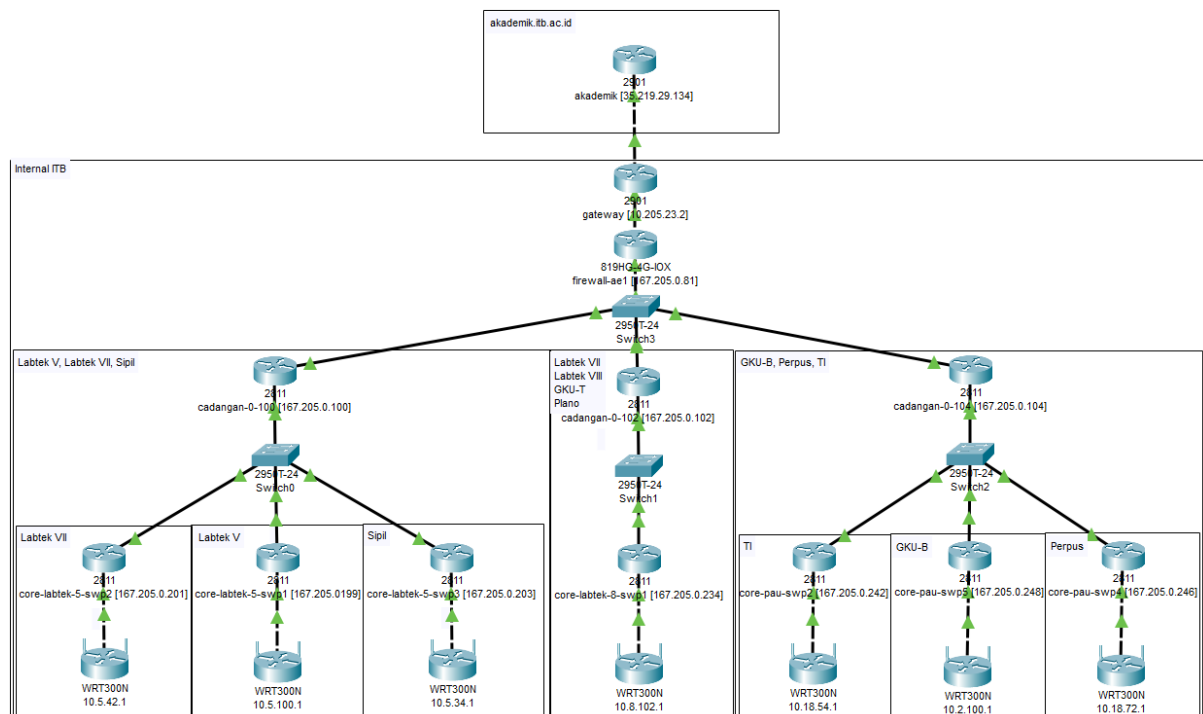 akademik.itb.ac.id
2901
akademik [35.219.29.134]
Internal ITB
2901
gateway [10.205.23.2]
819HG-4G-IOX
firewall-ae1 [167.205.0.81]
2950T-24
Switch3
Labtek V, Labtek VII, Sipil
2811
cadangan-0-100 [167.205.0.100]
2950T-24
Switch0
Labtek VII
Labtek VIII
GKU-T
Plano
2811
cadangan-0-102 [167.205.0.102]
2950T-24
Switch1
GKU-B, Perpus, TI
2811
cadangan-0-104 [167.205.0.104]
2950T-24
Switch2
Labtek VII
2811
core-labtek-5-swp2 [167.205.0.201]
WRT300N
10.5.42.1
Labtek V
2811
core-labtek-5-swp1 [167.205.0199]
WRT300N
10.5.100.1
Sipil
2811
core-labtek-5-swp3 [167.205.0.203]
WRT300N
10.5.34.1
2811
core-labtek-8-swp1 [167.205.0.234]
WRT300N
10.8.102.1
TI
2811
core-pau-swp2 [167.205.0.242]
WRT300N
10.18.54.1
GKU-B
2811
core-pau-swp5 [167.205.0.248]
WRT300N
10.2.100.1
Perpus
2811
core-pau-swp4 [167.205.0.246]
WRT300N
10.18.72.1